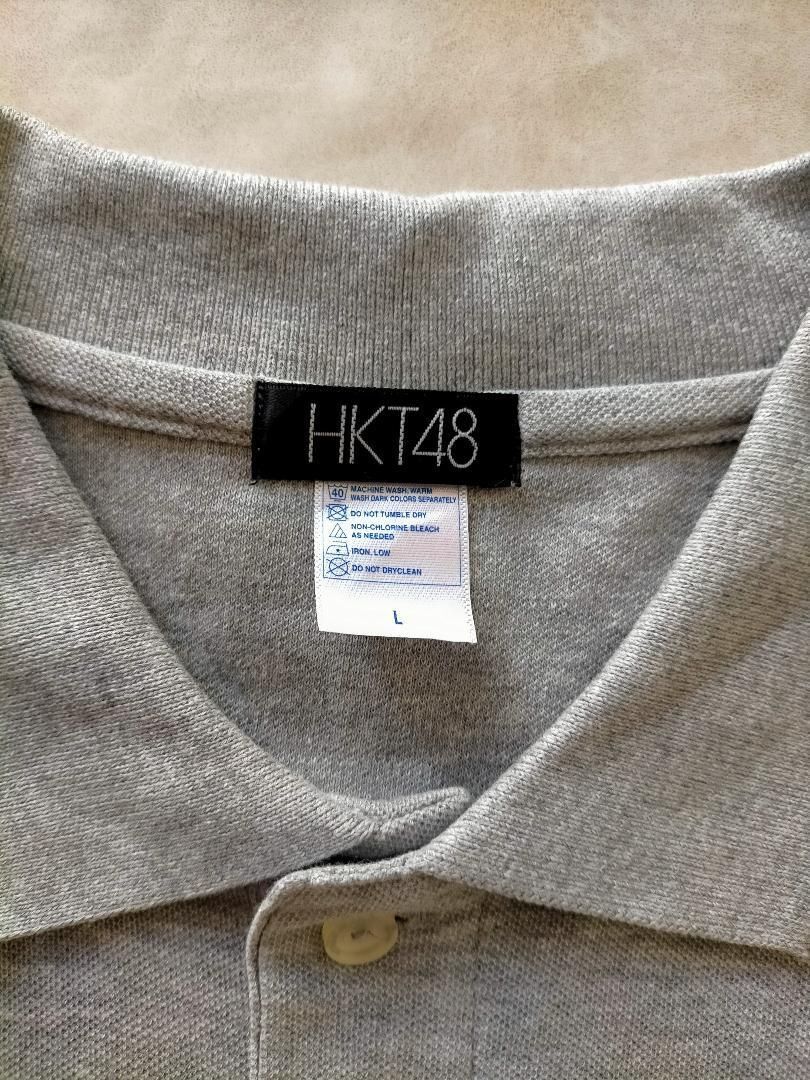 HKT48
40 MACHINE WASH, WARM
WASH DARK COLORS SEPARATELY
DO NOT TUMBLE DRY
NON-CHLORINE BLEACH
AS NEEDED
IRON, LOW
DO NOT DRYCLEAN
L